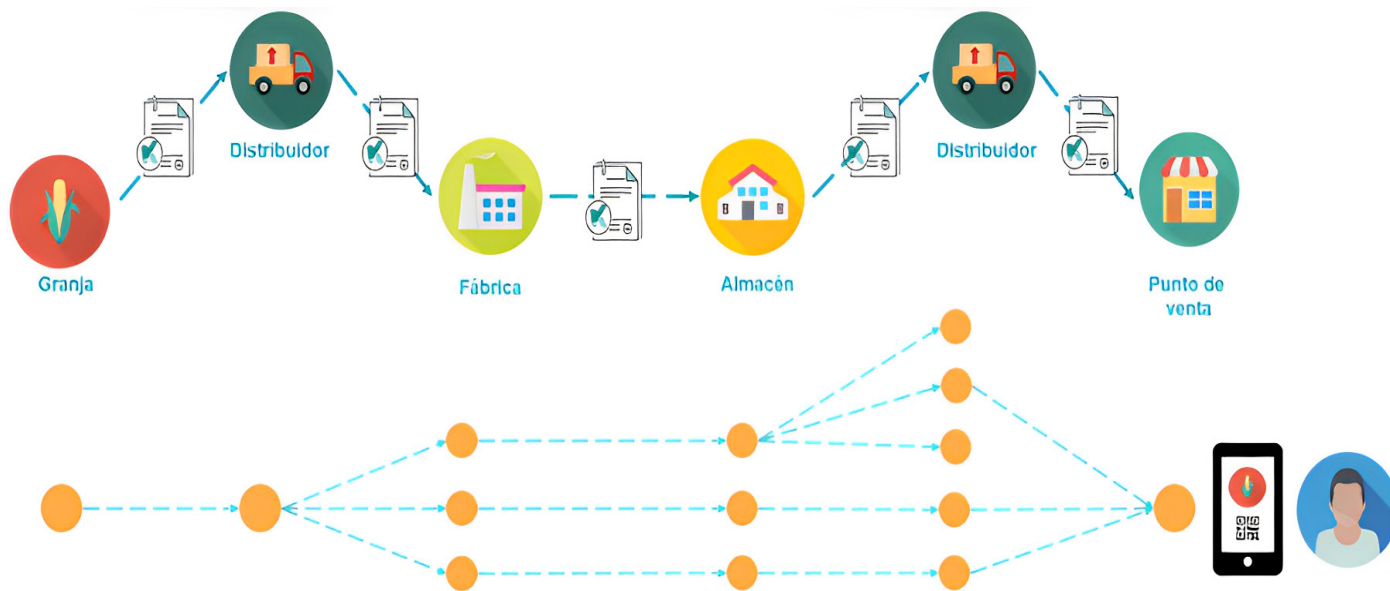 Distribuidor
Distribuidor
Granja
Fábrica
Almacén
Punto de
venta